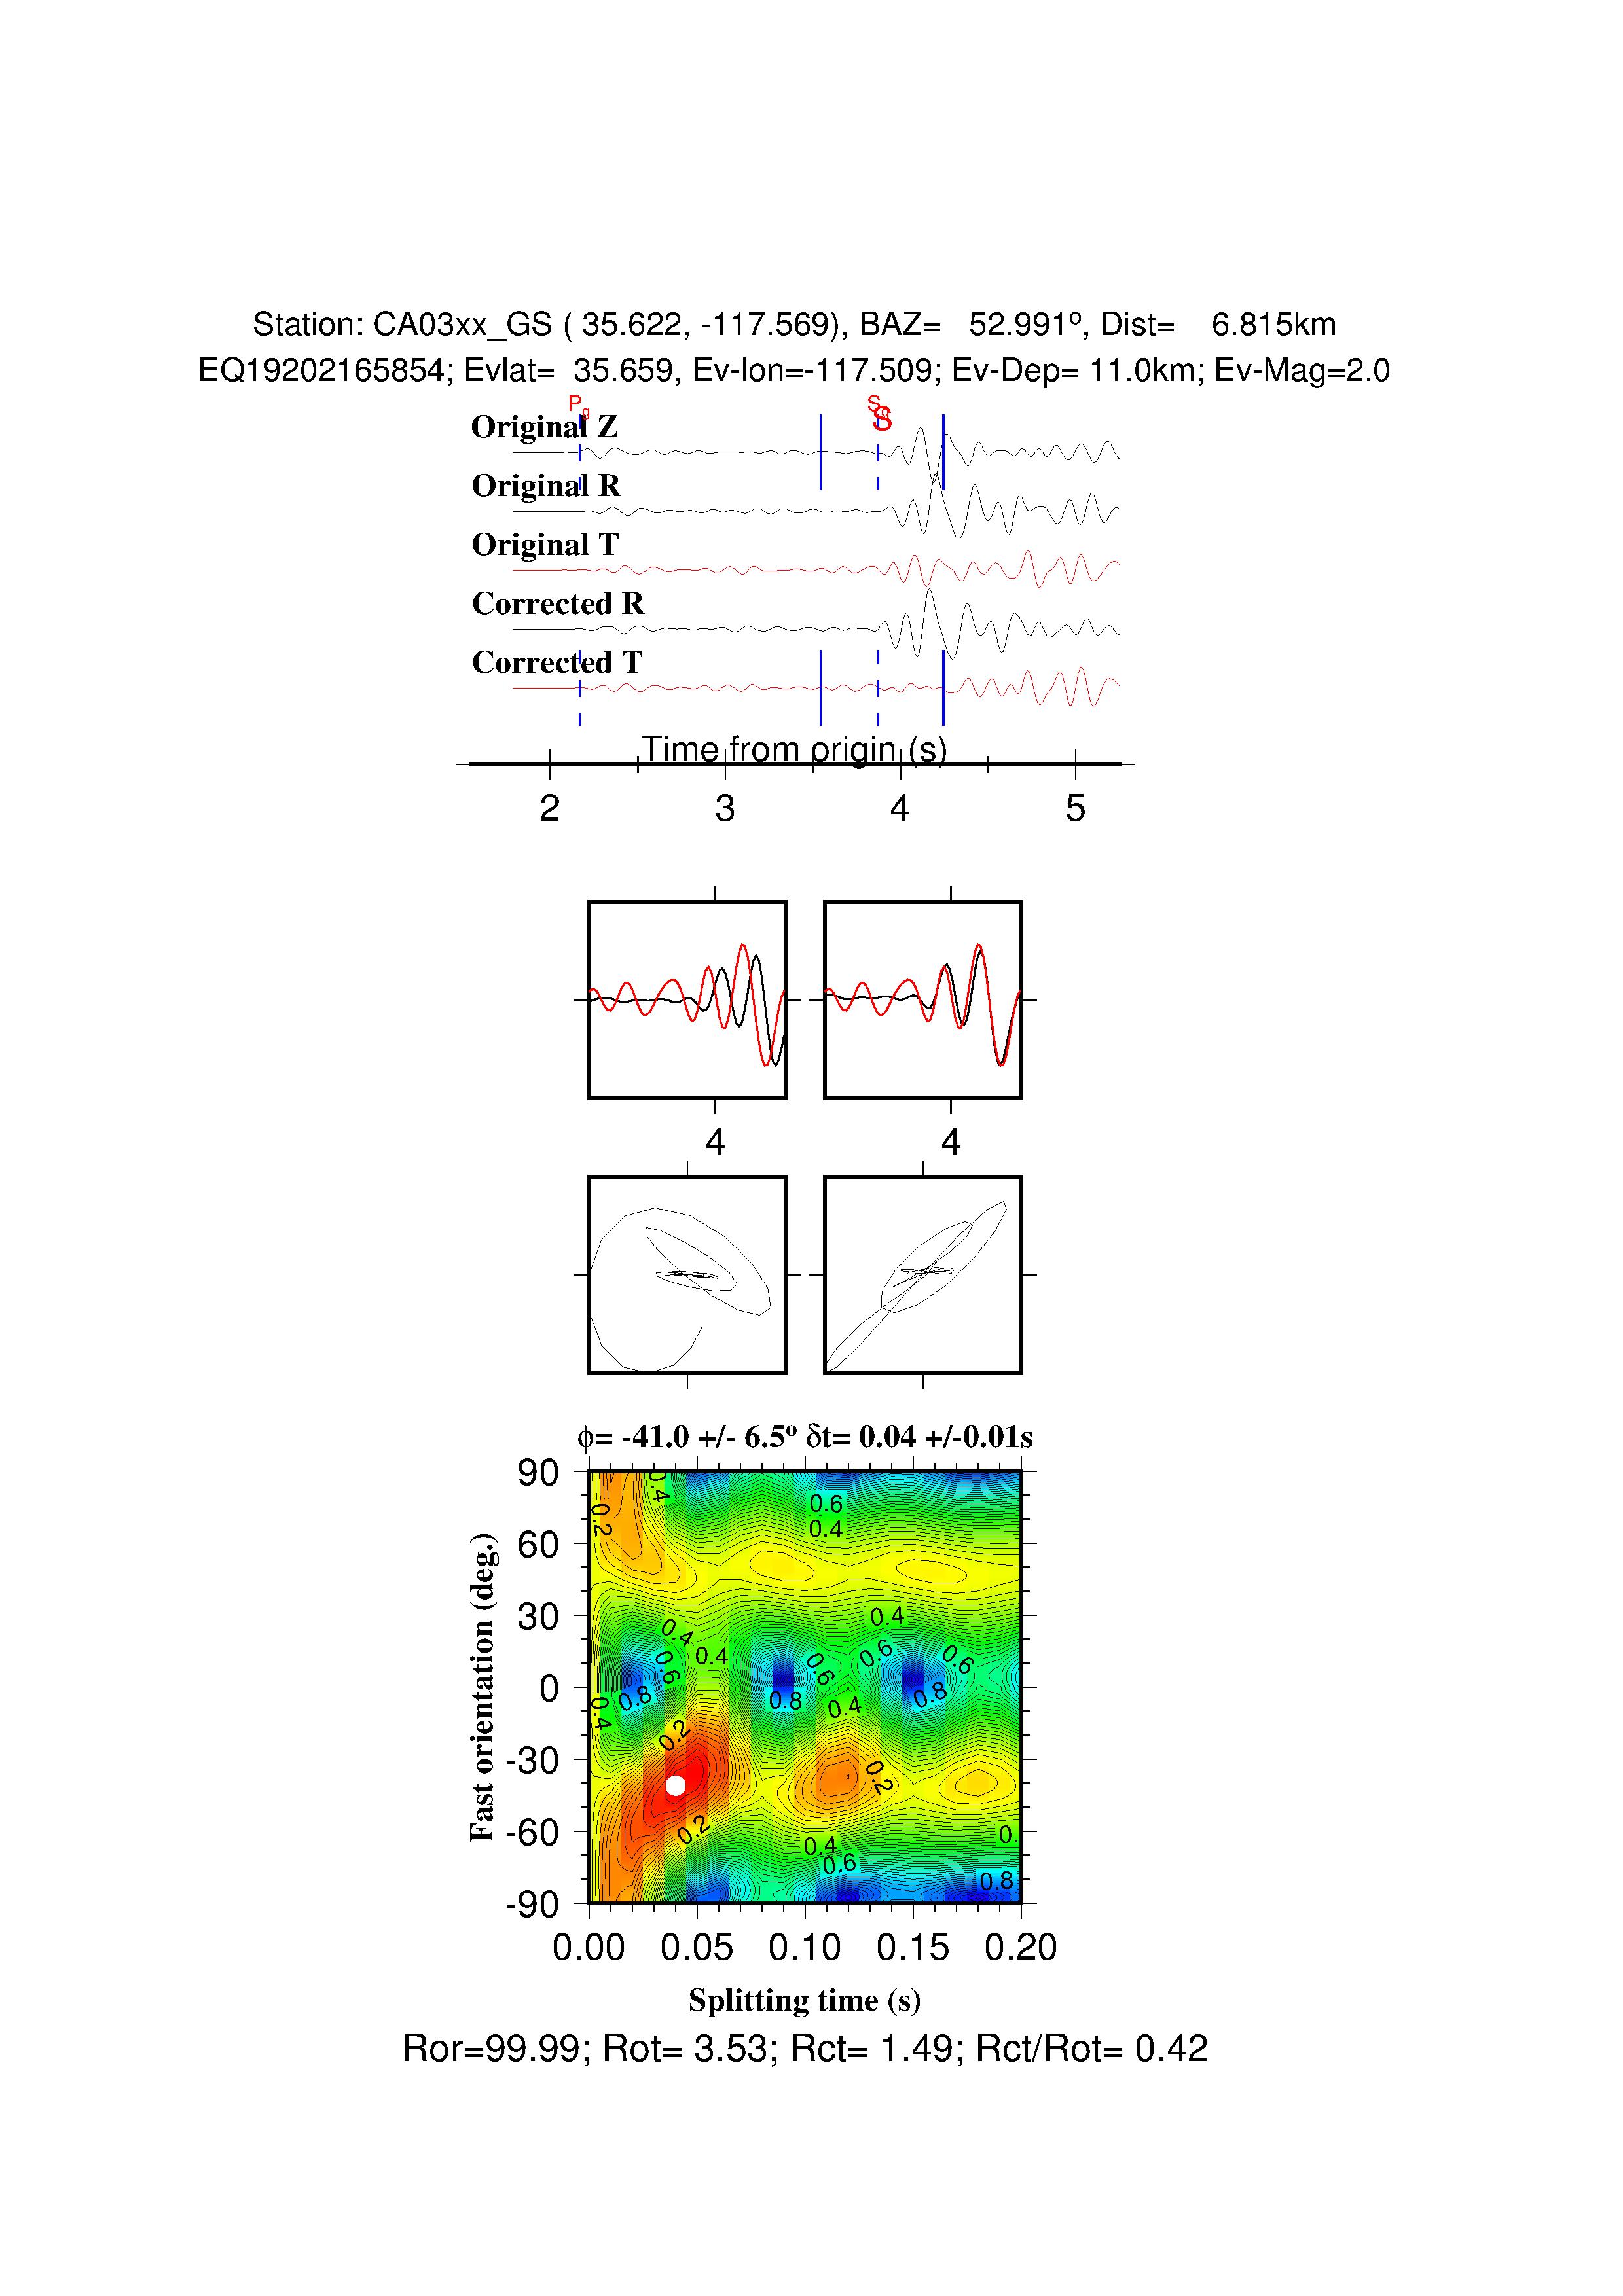 Station: CA03xx_GS ( 35.622, -117.569), BAZ= 52.991º, Dist= 6.815km
EQ19202165854; Evlat= 35.659, Ev-lon=-117.509; Ev-Dep= 11.0km; Ev-Mag=2.0
Pg Sg
S
Original Z
Original R
Original T
Corrected R
Corrected T
Time from origin (s)
2 3 4 5
4 4
ϕ= -41.0 +/- 6.5º δt= 0.04 +/-0.01s
Fast orientation (deg.)
90
60
30
0
-30
-60
-90
0.4
0.2
0.6
0.4
0.4
0.4
0.4
0.6
0.6
0.6
0.6
0.8
0.8
0.8
0.4
0.4
0.2
0.2
0.2
0.4
0.6
0.
0.8
0.00 0.05 0.10 0.15 0.20
Splitting time (s)
Ror=99.99; Rot= 3.53; Rct= 1.49; Rct/Rot= 0.42